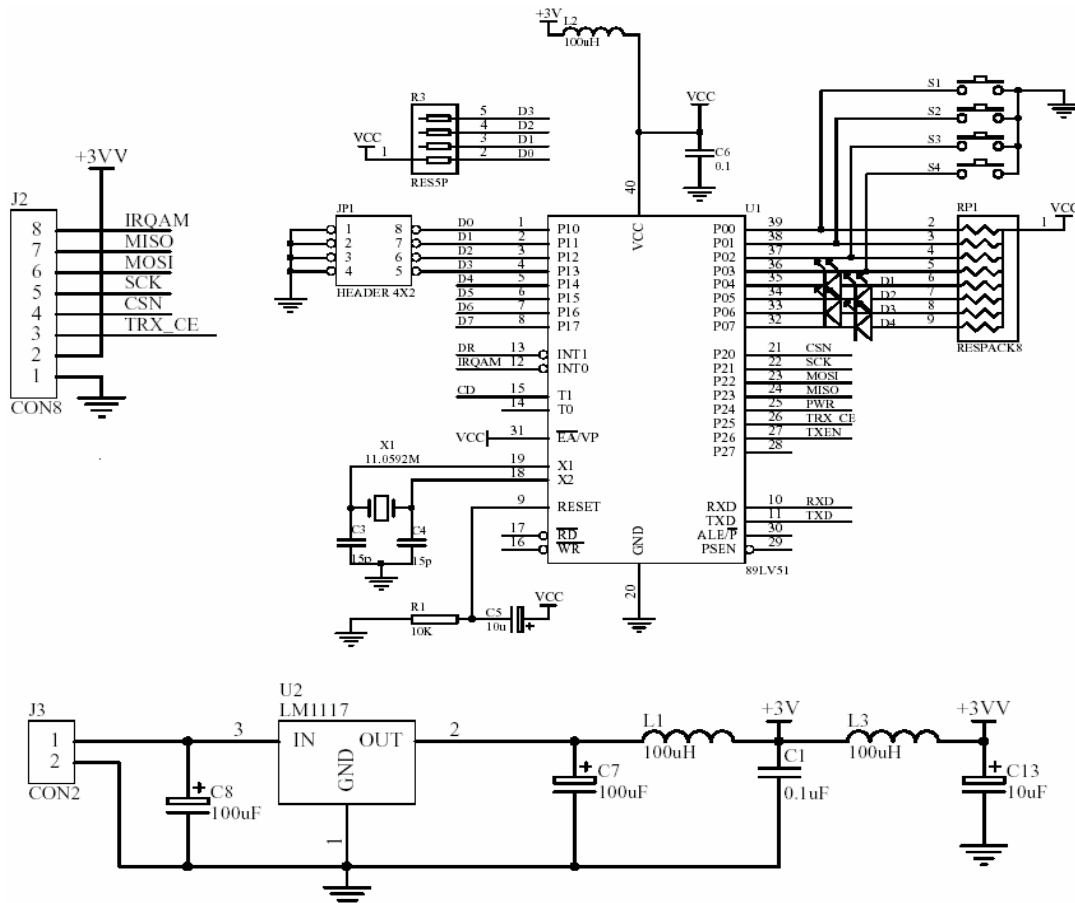 +3V
L2
100uH
S1
S2
S3
S4
R3
5 D3
4 D2
3 D1
2 D0
VCC
1
RES5P
VCC
C6
0.1
40
+3VV
J2
8 IRQAM
7 MISO
6 MOSI
5 SCK
4 CSN
3 TRX_CE
2
1
CON8
JP1
1 8
2 7
3 6
4 5
HEADER 4X2
U1
VCC
D0 1 P10
D1 2 P11
D2 3 P12
D3 4 P13
D4 5 P14
D5 6 P15
D6 7 P16
D7 8 P17
DR 13 INT1
IRQAM 12 INT0
CD 15 T1
14 T0
VCC 31 EA/VP
19 X1
18 X2
9 RESET
17 RD
16 WR
P00 39
P01 38
P02 37
P03 36
P04 35
P05 34
P06 33
P07 32
P20 21 CSN
P21 22 SCK
P22 23 MOSI
P23 24 MISO
P24 25 PWR
P25 26 TRX_CE
P26 27 TXEN
P27 28
RXD 10 RXD
TXD 11 TXD
ALE/P 30
PSEN 29
GND
20
89LV51
RP1
VCC
1
2
3
4
5
D1 6
D2 7
D3 8
D4 9
RESPACK8
X1
11.0592M
C3
15p
C4
15p
R1
10K
C5
10u
+
VCC
J3
1
2
CON2
U2
LM1117
3 IN OUT 2
GND
1
+
C8
100uF
+
C7
100uF
L1
100uH
+3V
C1
0.1uF
L3
100uH
+3VV
+
C13
10uF